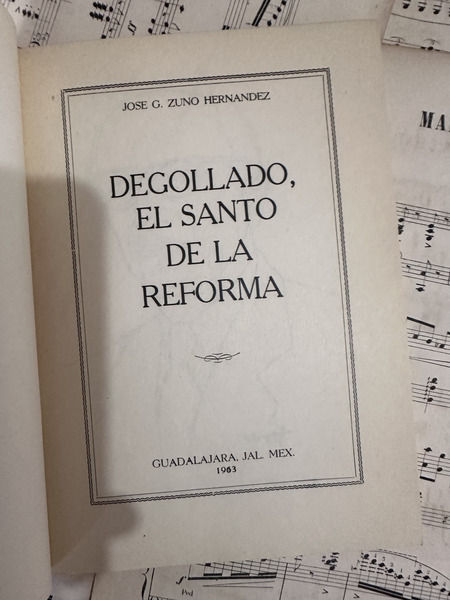 JOSE G. ZUNO HERNANDEZ
DEGOLLADO,
EL SANTO
DE LA
REFORMA
GUADALAJARA, JAL. MEX.
1963